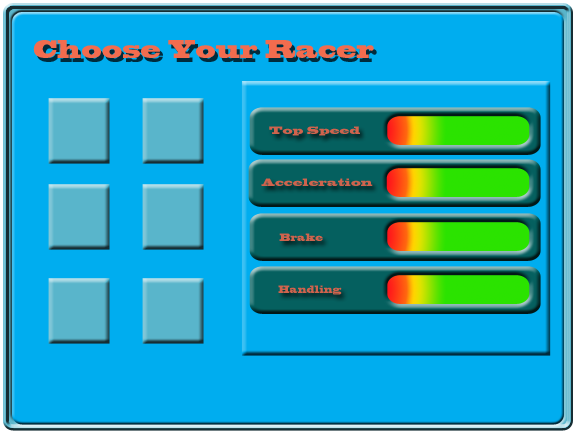 Choose Your Racer
Top Speed
Acceleration
Brake
Handling